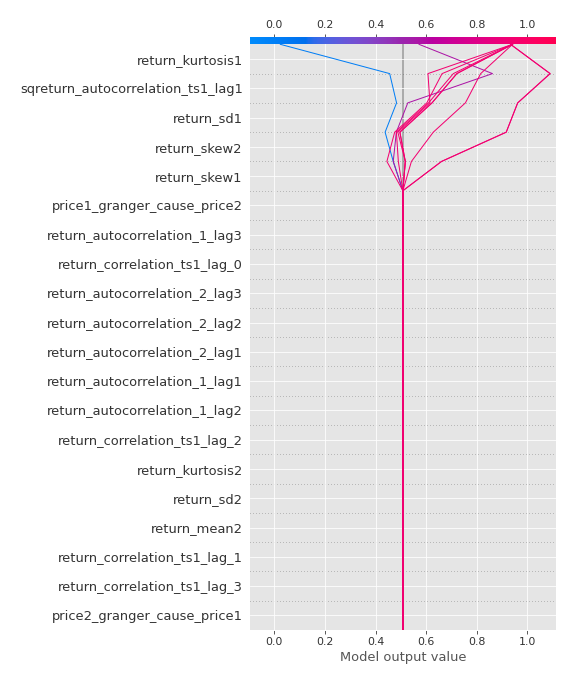 0.0 0.2 0.4 0.6 0.8 1.0
return_kurtosis1
sqreturn_autocorrelation_ts1_lag1
return_sd1
return_skew2
return_skew1
price1_granger_cause_price2
return_autocorrelation_1_lag3
return_correlation_ts1_lag_0
return_autocorrelation_2_lag3
return_autocorrelation_2_lag2
return_autocorrelation_2_lag1
return_autocorrelation_1_lag1
return_autocorrelation_1_lag2
return_correlation_ts1_lag_2
return_kurtosis2
return_sd2
return_mean2
return_correlation_ts1_lag_1
return_correlation_ts1_lag_3
price2_granger_cause_price1
0.0 0.2 0.4 0.6 0.8 1.0
Model output value